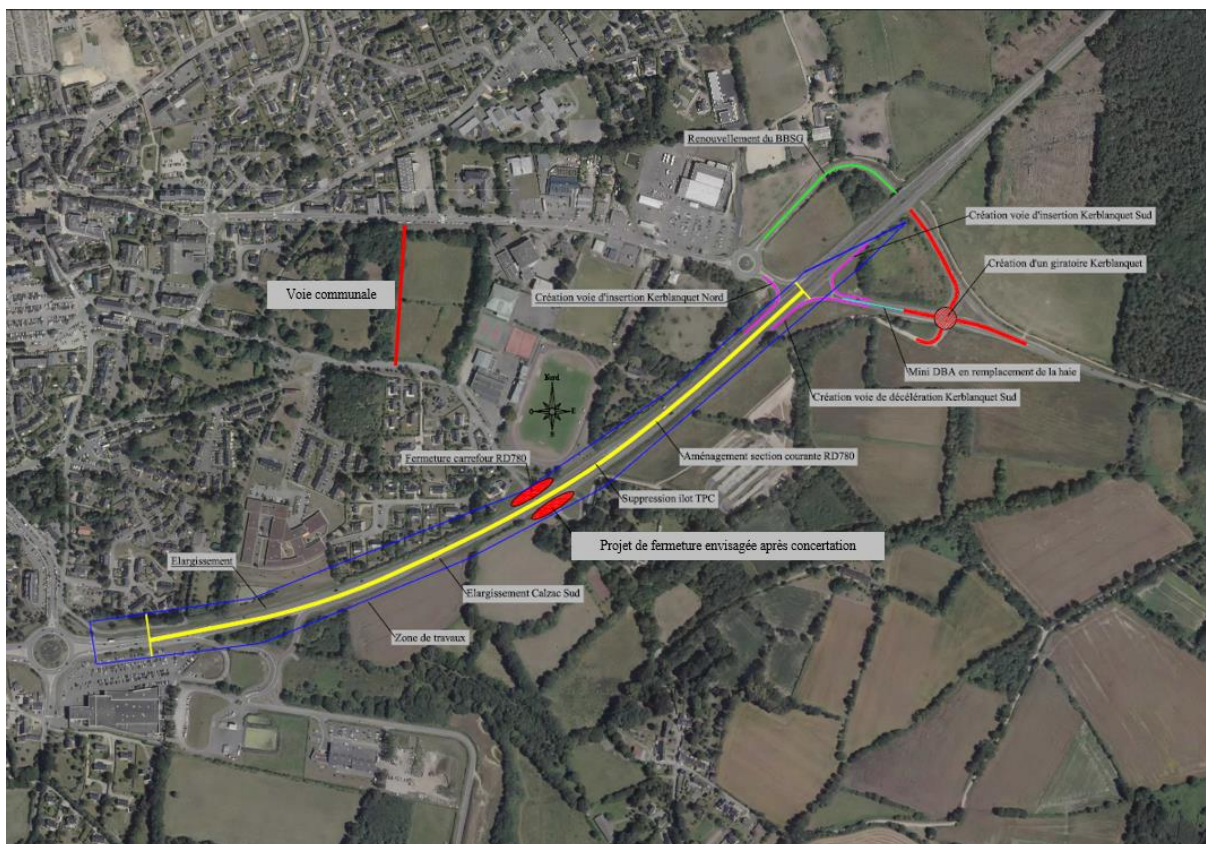 Renouvellement du BBSG
Création voie d'insertion Kerblanquet Sud
Création d'un giratoire Kerblanquet
Voie communale
Création voie d'insertion Kerblanquet Nord
Mini DBA en remplacement de la haie
Nord
Création voie de décélération Kerblanquet Sud
Fermeture carrefour RD780
Aménagement section courante RD780
Suppression ilot TPC
Projet de fermeture envisagée après concertation
Elargissement
Elargissement Calzac Sud
Zone de travaux